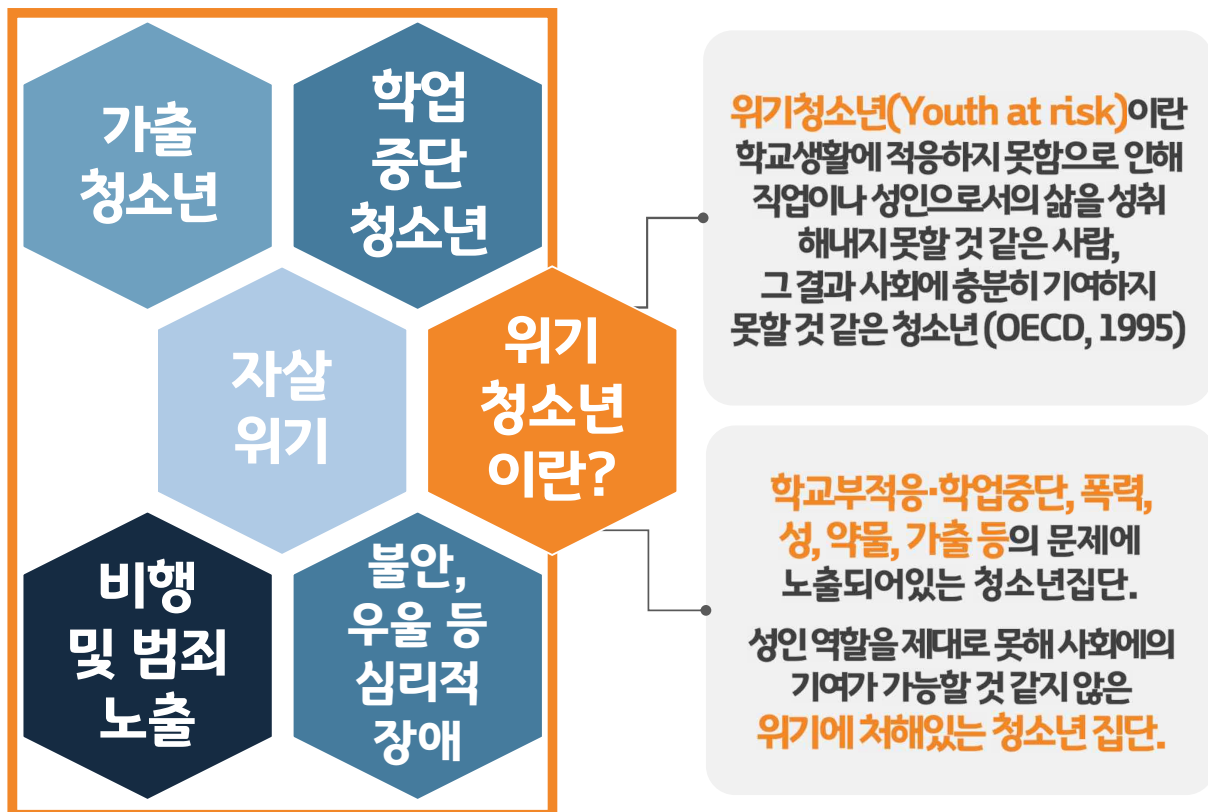 가출
청소년
학업
중단
청소년
자살
위기
위기
청소년
이란?
비행
및 범죄
노출
불안,
우울 등
심리적
장애
위기청소년(Youth at risk)이란
학교생활에 적응하지 못함으로 인해
직업이나 성인으로서의 삶을 성취
해내지 못할 것 같은 사람,
그 결과 사회에 충분히 기여하지
못할 것 같은 청소년 (OECD, 1995)
학교부적응·학업중단, 폭력,
성, 약물, 가출 등의 문제에
노출되어있는 청소년집단.
성인 역할을 제대로 못해 사회에의
기여가 가능할 것 같지 않은
위기에 처해있는 청소년 집단.